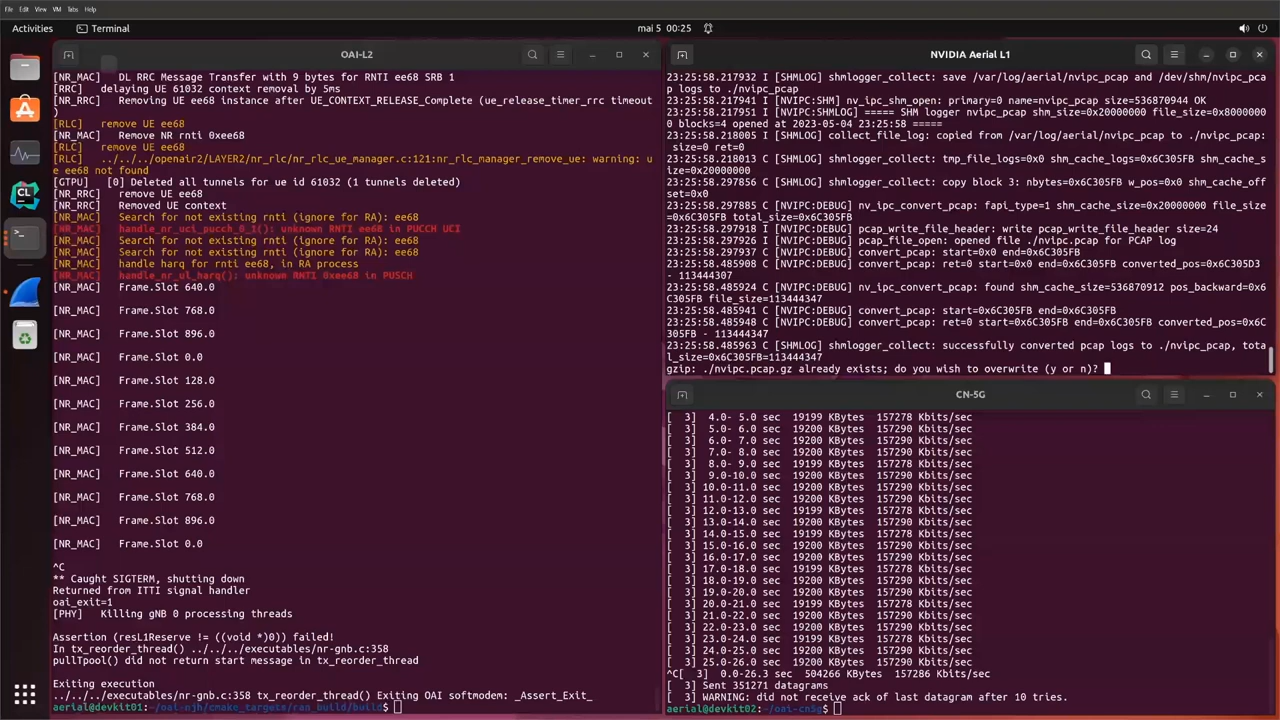 File Edit View VM Tabs Help
Activities Terminal mai 5 00:25
OAI-L2
[NR_MAC] DL RRC Message Transfer with 9 bytes for RNTI ee68 SRB 1
[RRC] delaying UE 61032 context removal by 5ms
[NR_RRC] Removing UE ee68 instance after UE_CONTEXT_RELEASE_Complete (ue_release_timer_rrc timeout
)
[RLC] remove UE ee68
[NR_MAC] Remove NR rnti 0xee68
[RLC] remove UE ee68
[RLC] ../../../openair2/LAYER2/nr_rlc/nr_rlc_ue_manager.c:121:nr_rlc_manager_remove_ue: warning: u
e ee68 not found
[GTPU] [0] Deleted all tunnels for ue id 61032 (1 tunnels deleted)
[NR_RRC] remove UE ee68
[NR_RRC] Removed UE context
[NR_MAC] Search for not existing rnti (ignore for RA): ee68
[NR_MAC] handle_nr_uci_pucch_0_1(): unknown RNTI ee68 in PUCCH UCI
[NR_MAC] Search for not existing rnti (ignore for RA): ee68
[NR_MAC] Search for not existing rnti (ignore for RA): ee68
[NR_MAC] handle harq for rnti ee68, in RA process
[NR_MAC] handle_nr_ul_harq(): unknown RNTI 0xee68 in PUSCH
[NR_MAC] Frame.Slot 640.0
[NR_MAC] Frame.Slot 768.0
[NR_MAC] Frame.Slot 896.0
[NR_MAC] Frame.Slot 0.0
[NR_MAC] Frame.Slot 128.0
[NR_MAC] Frame.Slot 256.0
[NR_MAC] Frame.Slot 384.0
[NR_MAC] Frame.Slot 512.0
[NR_MAC] Frame.Slot 640.0
[NR_MAC] Frame.Slot 768.0
[NR_MAC] Frame.Slot 896.0
[NR_MAC] Frame.Slot 0.0
^C
** Caught SIGTERM, shutting down
Returned from ITTI signal handler
oai_exit=1
[PHY] Killing gNB 0 processing threads
Assertion (resL1Reserve != ((void *)0)) failed!
In tx_reorder_thread() ../../../executables/nr-gnb.c:358
pullTpool() did not return start message in tx_reorder_thread
Exiting execution
../../../executables/nr-gnb.c:358 tx_reorder_thread() Exiting OAI softmodem: _Assert_Exit_
aerial@devkit01:~/oai-njh/cmake_targets/ran_build/build$
NVIDIA Aerial L1
23:25:58.217932 I [SHMLOG] shmlogger_collect: save /var/log/aerial/nvipc_pcap and /dev/shm/nvipc_pca
p logs to ./nvipc_pcap
23:25:58.217941 I [NVIPC:SHM] nv_ipc_shm_open: primary=0 name=nvipc_pcap size=536870944 OK
23:25:58.217951 I [NVIPC:SHMLOG] ===== SHM logger nvipc_pcap shm_size=0x20000000 file_size=0x8000000
0 blocks=4 opened at 2023-05-04 23:25:58 =====
23:25:58.218005 I [SHMLOG] collect_file_log: copied from /var/log/aerial/nvipc_pcap to ./nvipc_pcap:
size=0 ret=0
23:25:58.218013 C [SHMLOG] shmlogger_collect: tmp_file_logs=0x0 shm_cache=0x6C305FB shm_cache_si
ze=0x20000000
23:25:58.297856 C [SHMLOG] shmlogger_collect: copy block 3: nbytes=0x6C305FB w_pos=0x0 shm_cache_off
set=0x0
23:25:58.297885 C [NVIPC:DEBUG] nv_ipc_convert_pcap: fapi_type=1 shm_cache_size=0x20000000 file_size
=0x6C305FB total_size=0x6C305FB
23:25:58.297918 C [NVIPC:DEBUG] pcap_write_file_header: write pcap_write_file_header size=24
23:25:58.297926 C [NVIPC:DEBUG] pcap_file_open: opened file ./nvipc.pcap for PCAP log
23:25:58.297937 C [NVIPC:DEBUG] convert_pcap: start=0x0 end=0x6C305FB
23:25:58.485908 C [NVIPC:DEBUG] convert_pcap: ret=0 start=0x0 end=0x6C305FB converted_pos=0x6C305D3
- 113444307
23:25:58.485924 C [NVIPC:DEBUG] nv_ipc_convert_pcap: found shm_cache_size=536870912 pos_backward=0x6
C305FB file_size=113444347
23:25:58.485941 C [NVIPC:DEBUG] convert_pcap: start=0x6C305FB end=0x6C305FB
23:25:58.485948 C [NVIPC:DEBUG] convert_pcap: ret=0 start=0x6C305FB end=0x6C305FB converted_pos=0x6C
305FB - 113444347
23:25:58.485963 C [SHMLOG] shmlogger_collect: successfully converted pcap logs to ./nvipc_pcap, tota
l_size=0x6C305FB=113444347
gzip: ./nvipc.pcap.gz already exists; do you wish to overwrite (y or n)?
CN-5G
[ 3] 4.0- 5.0 sec 19199 KBytes 157278 Kbits/sec
[ 3] 5.0- 6.0 sec 19200 KBytes 157290 Kbits/sec
[ 3] 6.0- 7.0 sec 19200 KBytes 157290 Kbits/sec
[ 3] 7.0- 8.0 sec 19200 KBytes 157290 Kbits/sec
[ 3] 8.0- 9.0 sec 19199 KBytes 157278 Kbits/sec
[ 3] 9.0-10.0 sec 19200 KBytes 157290 Kbits/sec
[ 3] 10.0-11.0 sec 19200 KBytes 157290 Kbits/sec
[ 3] 11.0-12.0 sec 19200 KBytes 157290 Kbits/sec
[ 3] 12.0-13.0 sec 19199 KBytes 157278 Kbits/sec
[ 3] 13.0-14.0 sec 19200 KBytes 157290 Kbits/sec
[ 3] 14.0-15.0 sec 19199 KBytes 157278 Kbits/sec
[ 3] 15.0-16.0 sec 19200 KBytes 157290 Kbits/sec
[ 3] 16.0-17.0 sec 19200 KBytes 157290 Kbits/sec
[ 3] 17.0-18.0 sec 19199 KBytes 157278 Kbits/sec
[ 3] 18.0-19.0 sec 19200 KBytes 157290 Kbits/sec
[ 3] 19.0-20.0 sec 19200 KBytes 157290 Kbits/sec
[ 3] 20.0-21.0 sec 19199 KBytes 157278 Kbits/sec
[ 3] 21.0-22.0 sec 19200 KBytes 157290 Kbits/sec
[ 3] 22.0-23.0 sec 19200 KBytes 157290 Kbits/sec
[ 3] 23.0-24.0 sec 19199 KBytes 157278 Kbits/sec
[ 3] 24.0-25.0 sec 19200 KBytes 157290 Kbits/sec
[ 3] 25.0-26.0 sec 19200 KBytes 157290 Kbits/sec
^C[ 3] 0.0-26.3 sec 504266 KBytes 157286 Kbits/sec
[ 3] Sent 351271 datagrams
[ 3] WARNING: did not receive ack of last datagram after 10 tries.
aerial@devkit02:~/oai-cn5g$